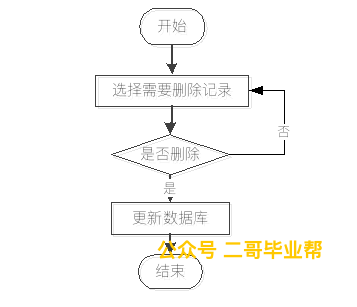 开始
选择需要删除记录
否
是否删除
是
更新数据库
公众号 二哥毕业帮
结束